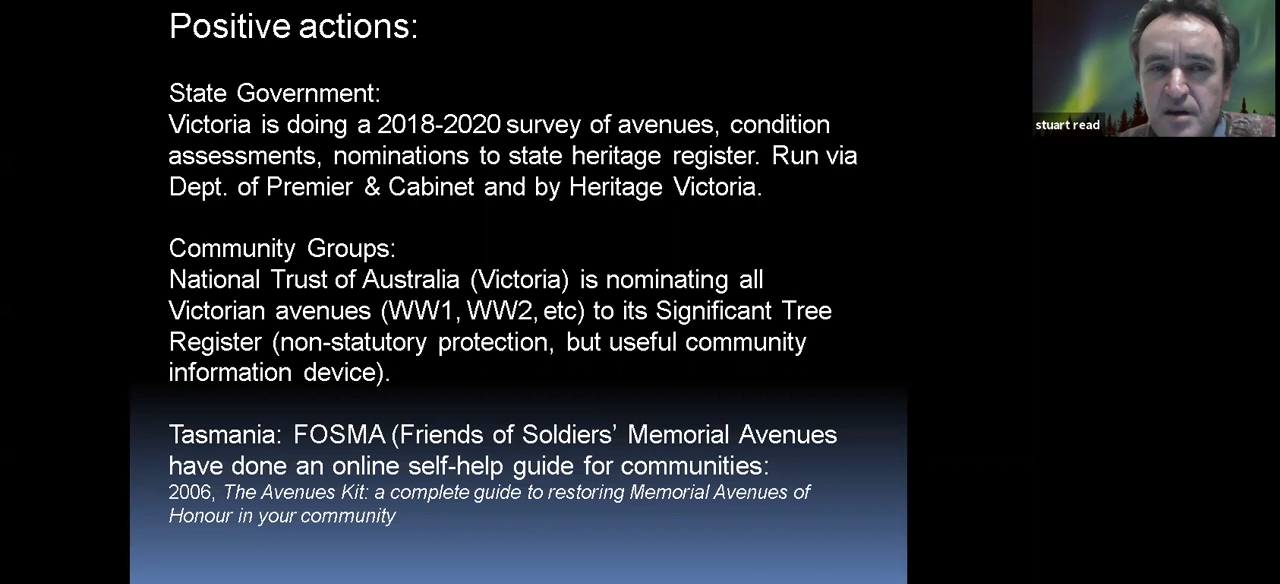 Positive actions:
State Government:
Victoria is doing a 2018-2020 survey of avenues, condition
assessments, nominations to state heritage register. Run via
Dept. of Premier & Cabinet and by Heritage Victoria.
Community Groups:
National Trust of Australia (Victoria) is nominating all
Victorian avenues (WW1, WW2, etc) to its Significant Tree
Register (non-statutory protection, but useful community
information device).
Tasmania: FOSMA (Friends of Soldiers’ Memorial Avenues
have done an online self-help guide for communities:
2006, The Avenues Kit: a complete guide to restoring Memorial Avenues of
Honour in your community
stuart read